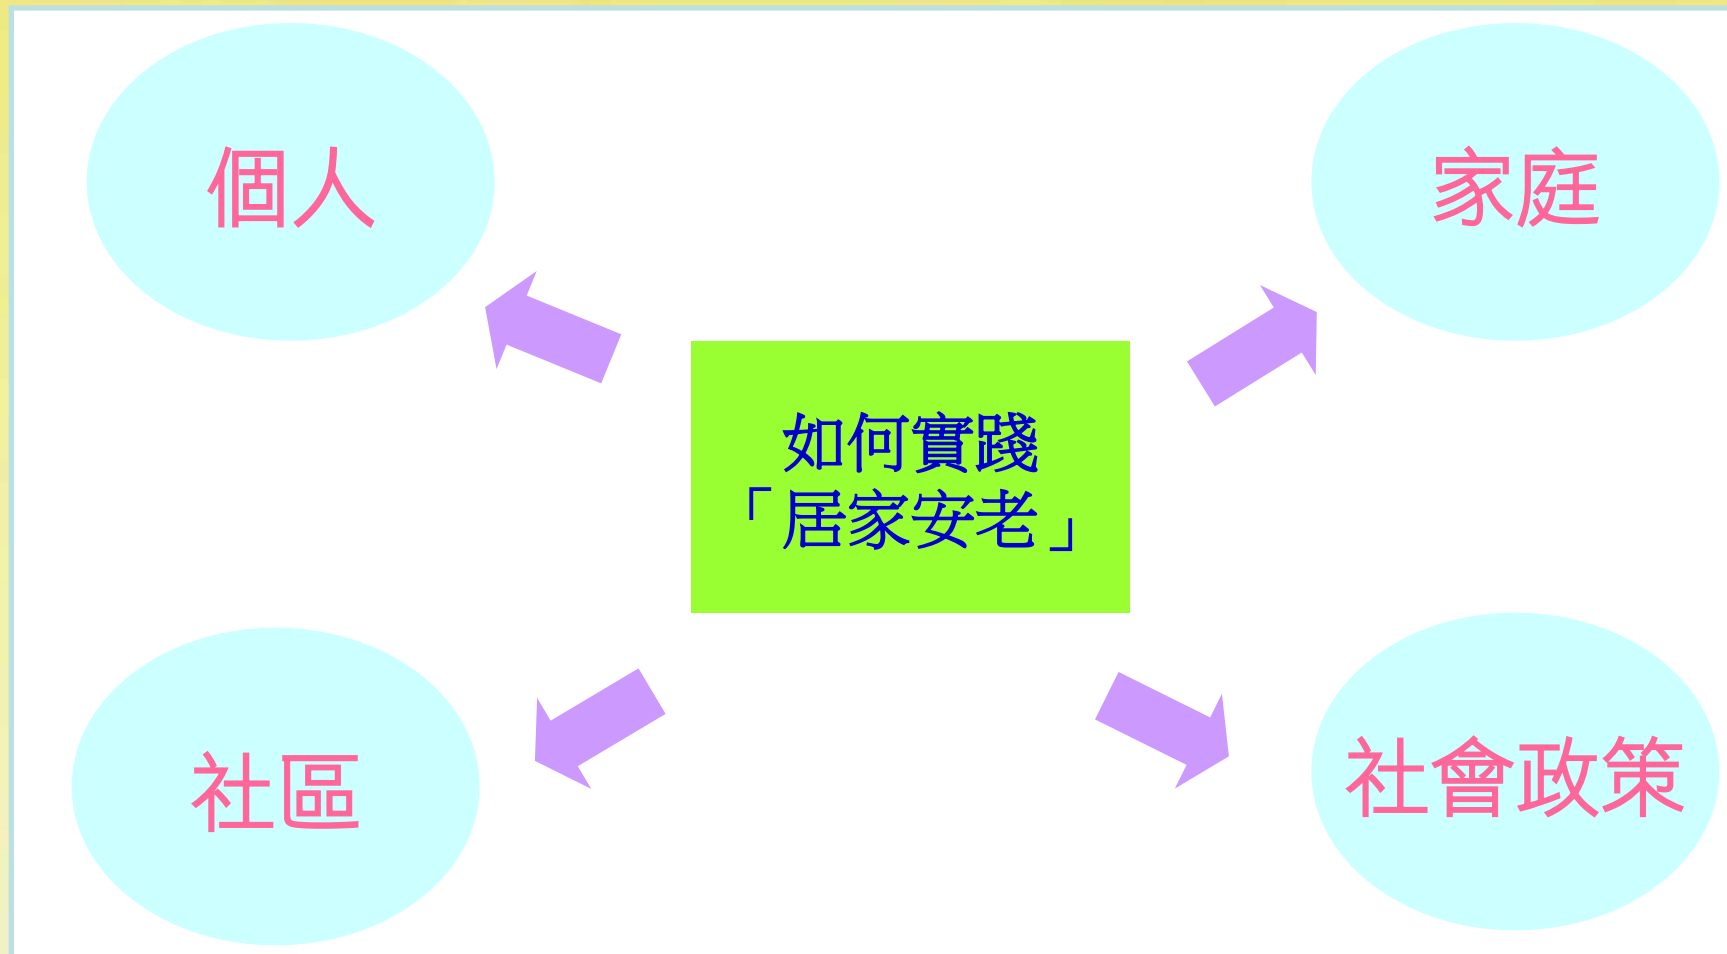 個人
家庭
如何實踐
「居家安老」
社區
社會政策